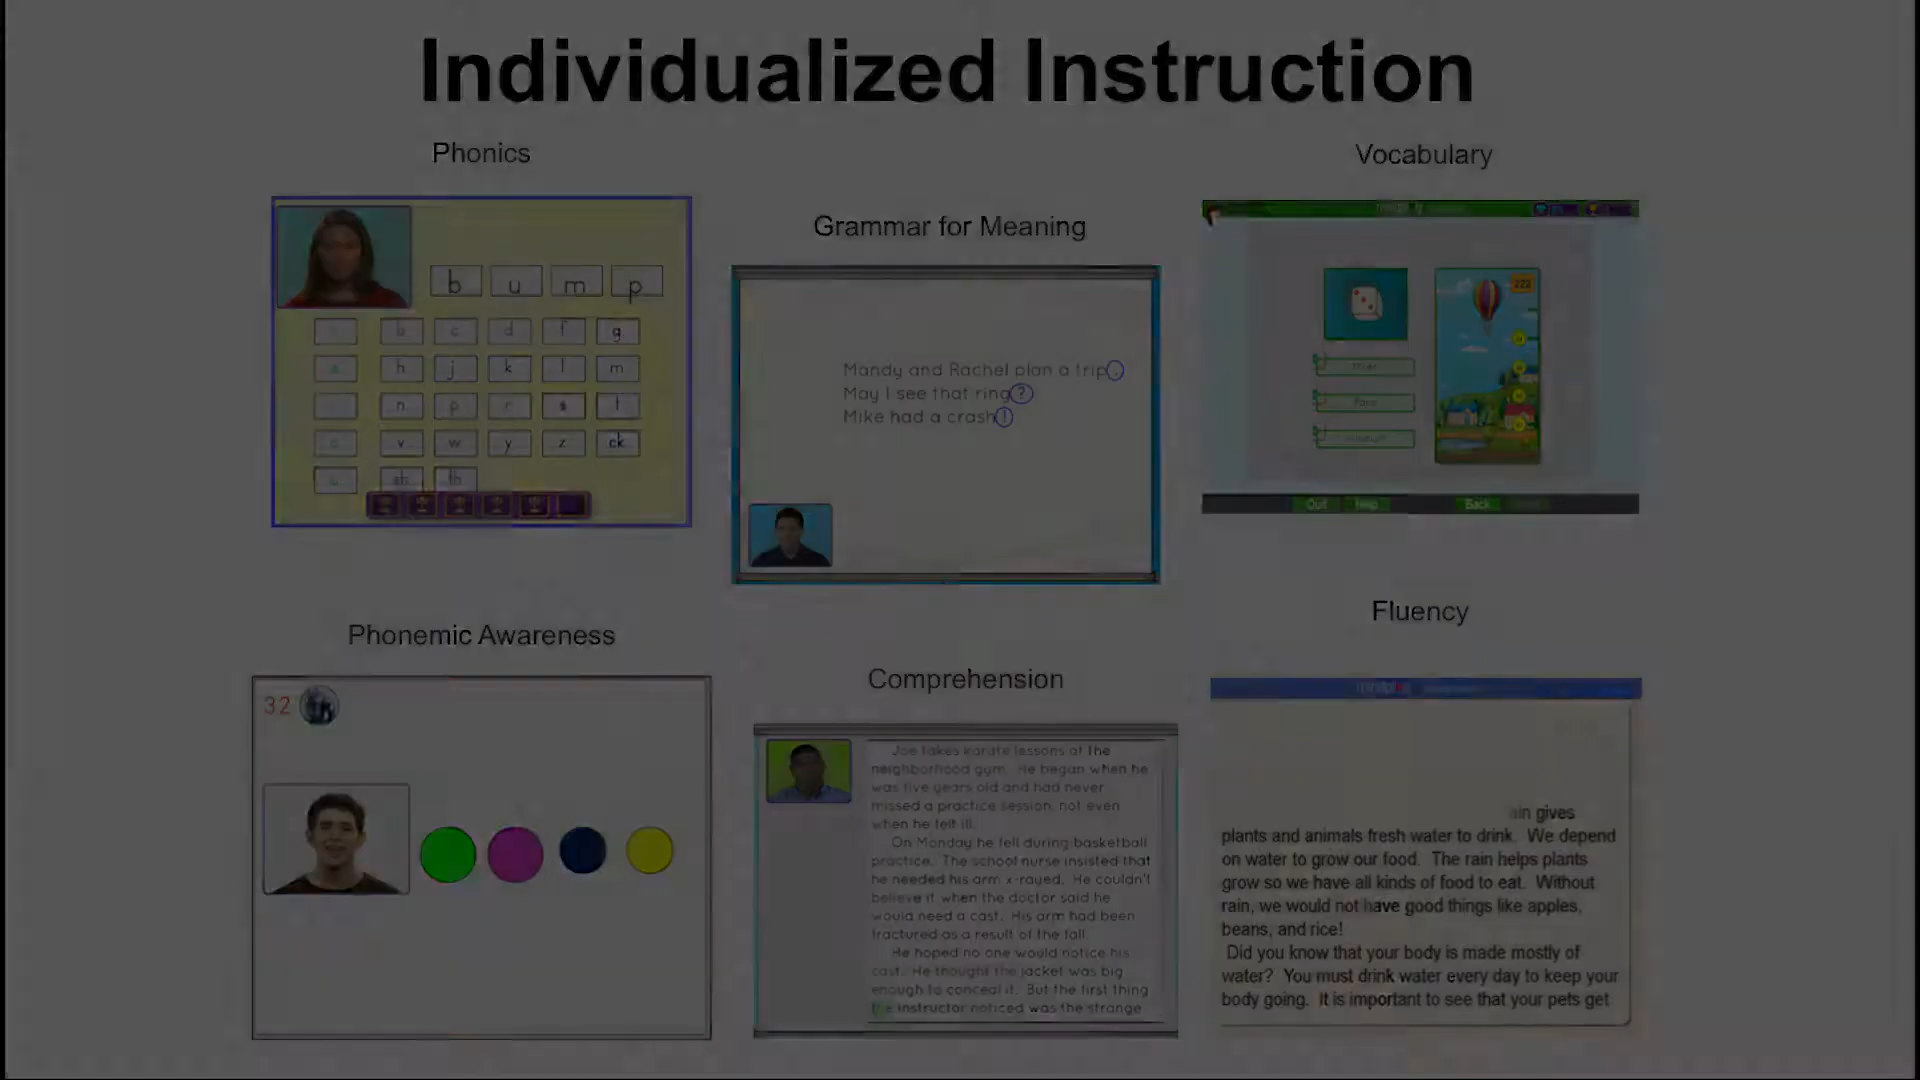 Individualized Instruction
Phonics
b u m p
b c d f g
a h j k l m
n p r s t
v w y z ck
sh th
Grammar for Meaning
Mandy and Rachel plan a trip.
May I see that ring?
Mike had a crash!
Vocabulary
222
Quit Help Back
Phonemic Awareness
32
Comprehension
Joe takes karate lessons at the
neighborhood gym. He began when he
was five years old and had never
missed a practice session, not even
when he felt ill.
On Monday he fell during basketball
practice. The school nurse insisted that
he needed his arm x-rayed. He couldn't
believe it when the doctor said he
would need a cast. His arm had been
fractured as a result of the fall.
He hoped no one would notice his
cast. He thought the jacket was big
enough to conceal it. But the first thing
the instructor noticed was the strange
Fluency
gives
plants and animals fresh water to drink. We depend
on water to grow our food. The rain helps plants
grow so we have all kinds of food to eat. Without
rain, we would not have good things like apples,
beans, and rice!
Did you know that your body is made mostly of
water? You must drink water every day to keep your
body going. It is important to see that your pets get